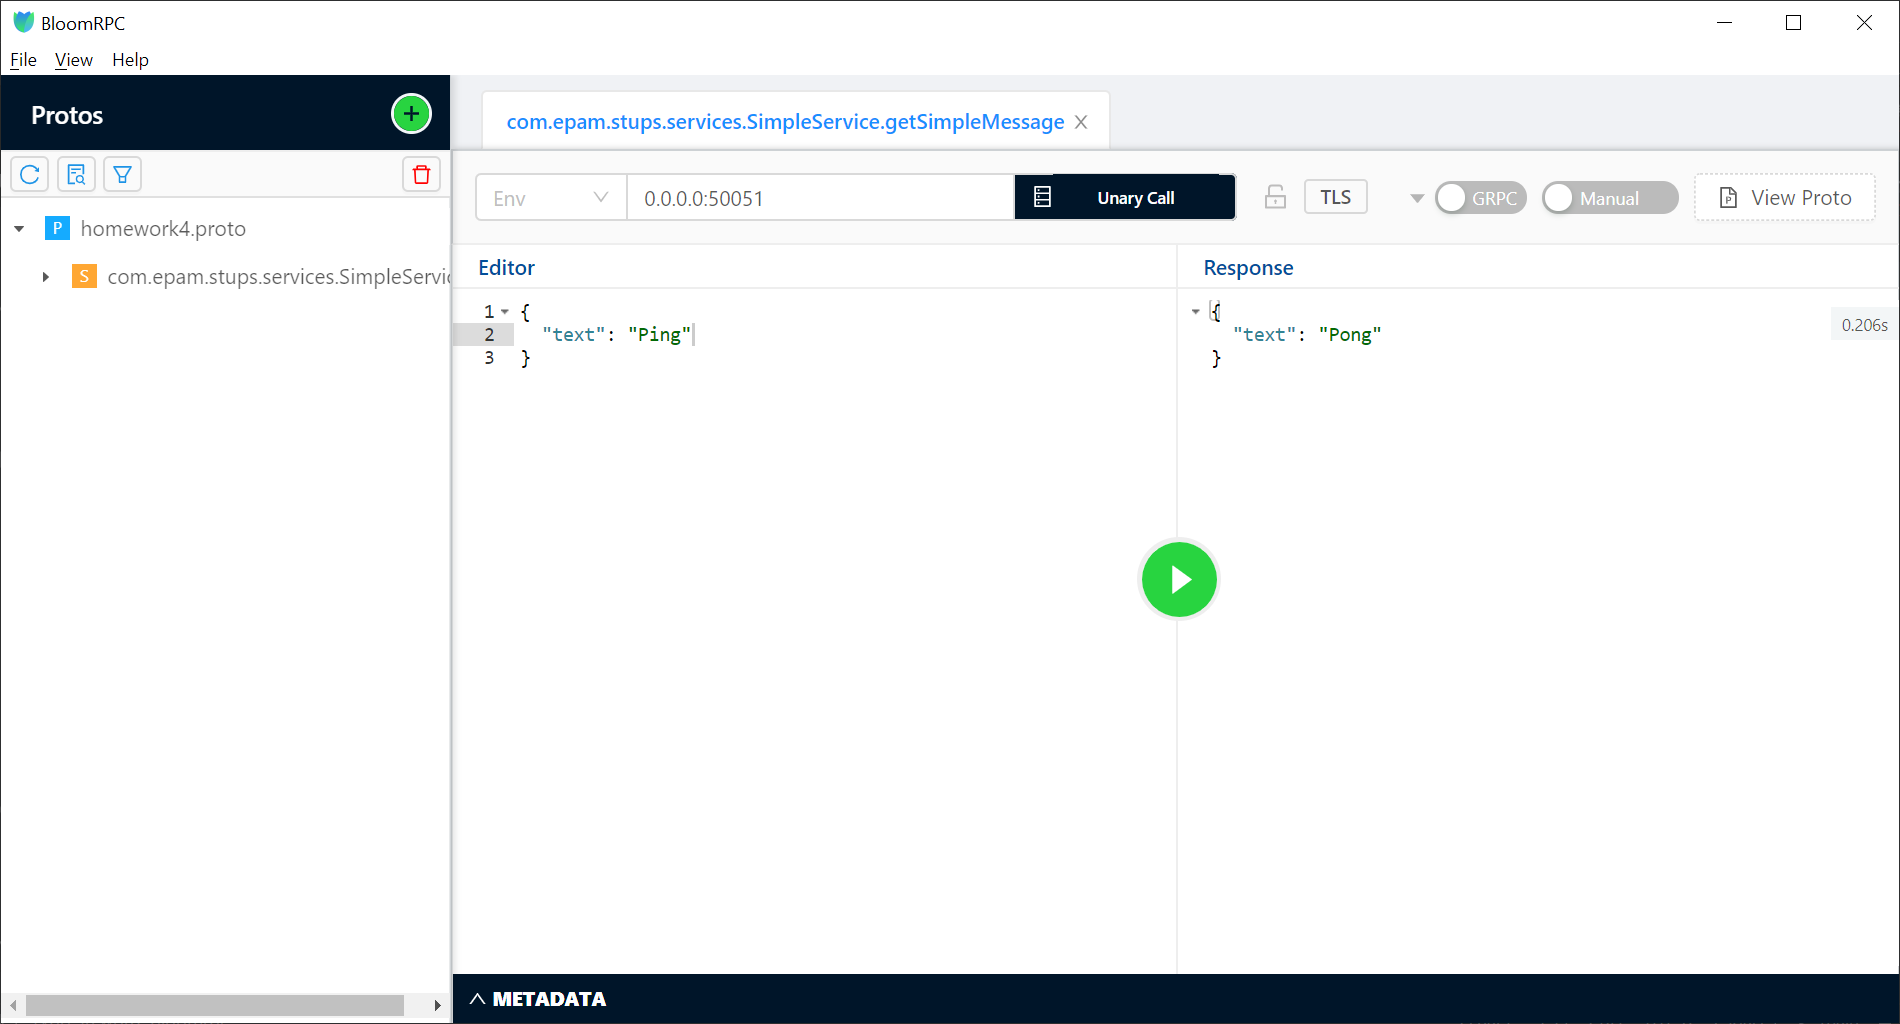 BloomRPC
File View Help
Protos
com.epam.stups.services.SimpleService.getSimpleMessage
Env
0.0.0.0:50051
Unary Call
TLS
GRPC
Manual
View Proto
P homework4.proto
S com.epam.stups.services.SimpleServic
Editor
1 {
2 "text": "Ping"
3 }
Response
{
"text": "Pong"
}
0.206s
METADATA